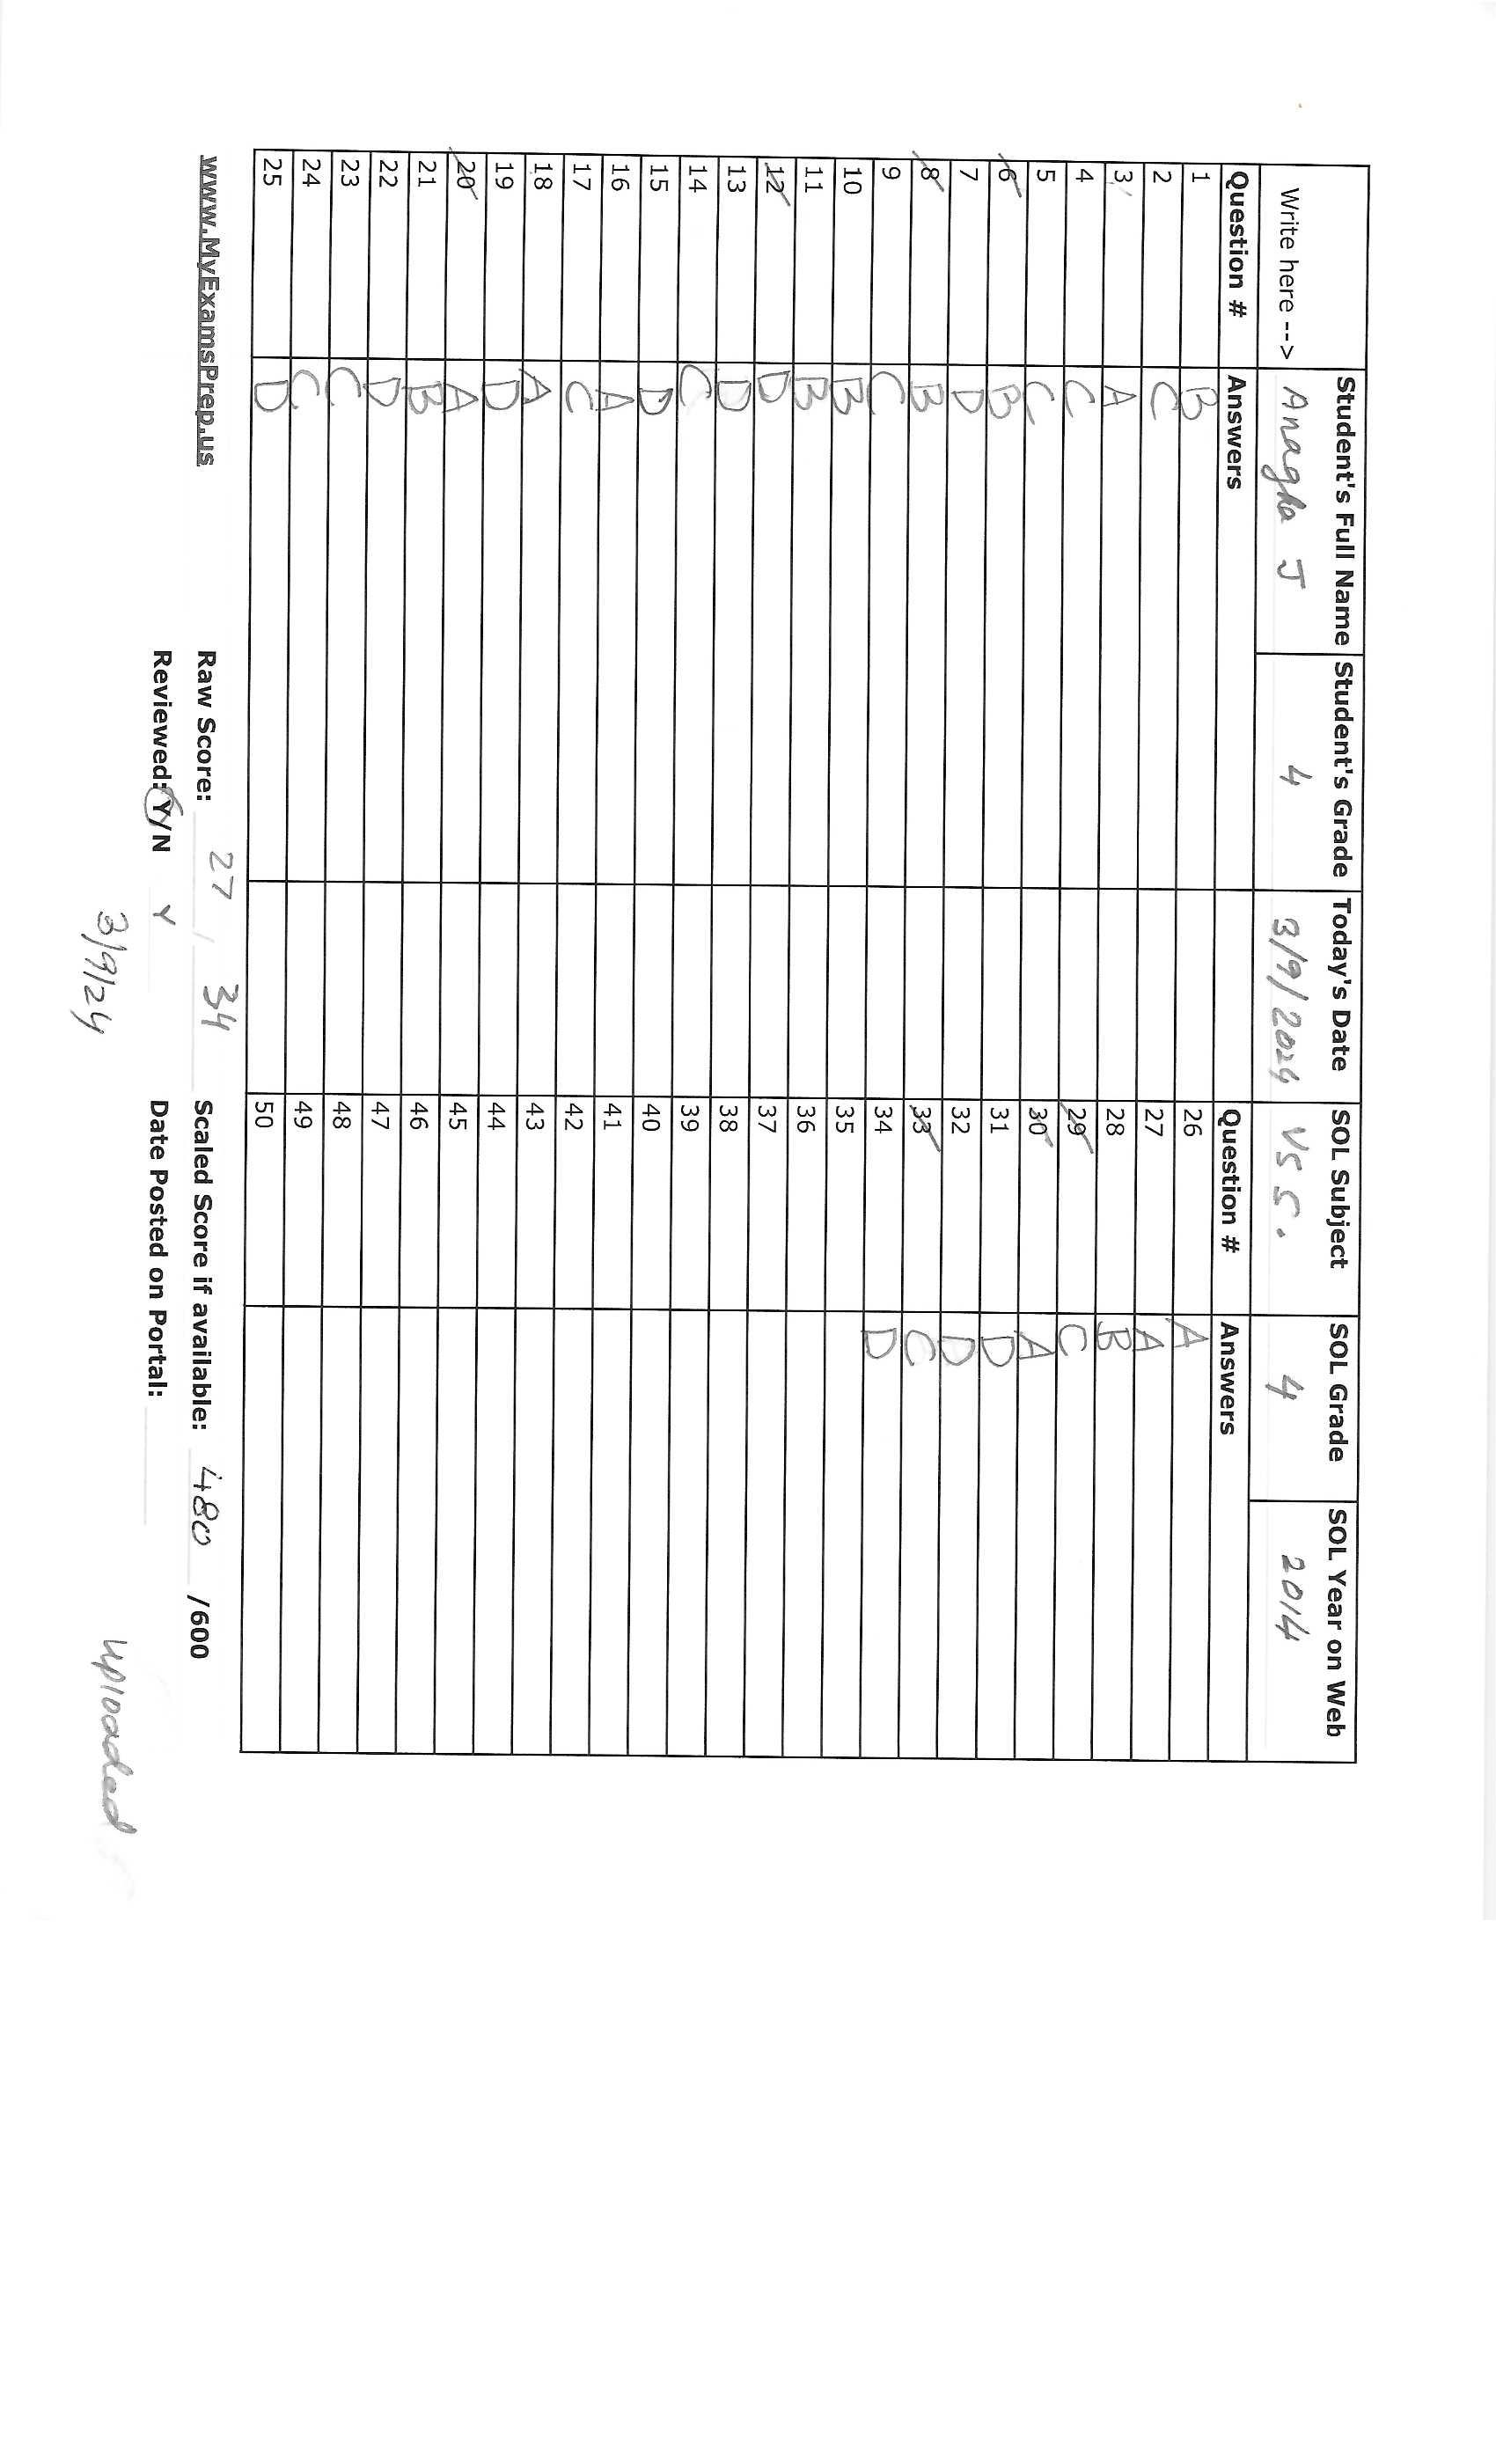 Student's Full Name Student's Grade Today's Date SOL Subject SOL Grade SOL Year on Web
Write here --> Anagha J 4 3/9/2024 VSS. 4 2014
Question # Answers Question # Answers
1 B 26 A
2 C 27 A
3 A 28 B
4 C 29 C
5 C 30 A
6 B 31 D
7 D 32 D
8 B 33 C
9 C 34 D
10 B 35
11 B 36
12 D 37
13 D 38
14 C 39
15 D 40
16 A 41
17 C 42
18 A 43
19 D 44
20 A 45
21 B 46
22 D 47
23 C 48
24 C 49
25 D 50
www.MyExamsPrep.us Raw Score: 27 / 34 Scaled Score if available: 480 /600
Reviewed: Y/N Y Date Posted on Portal:
3/9/24 uploaded